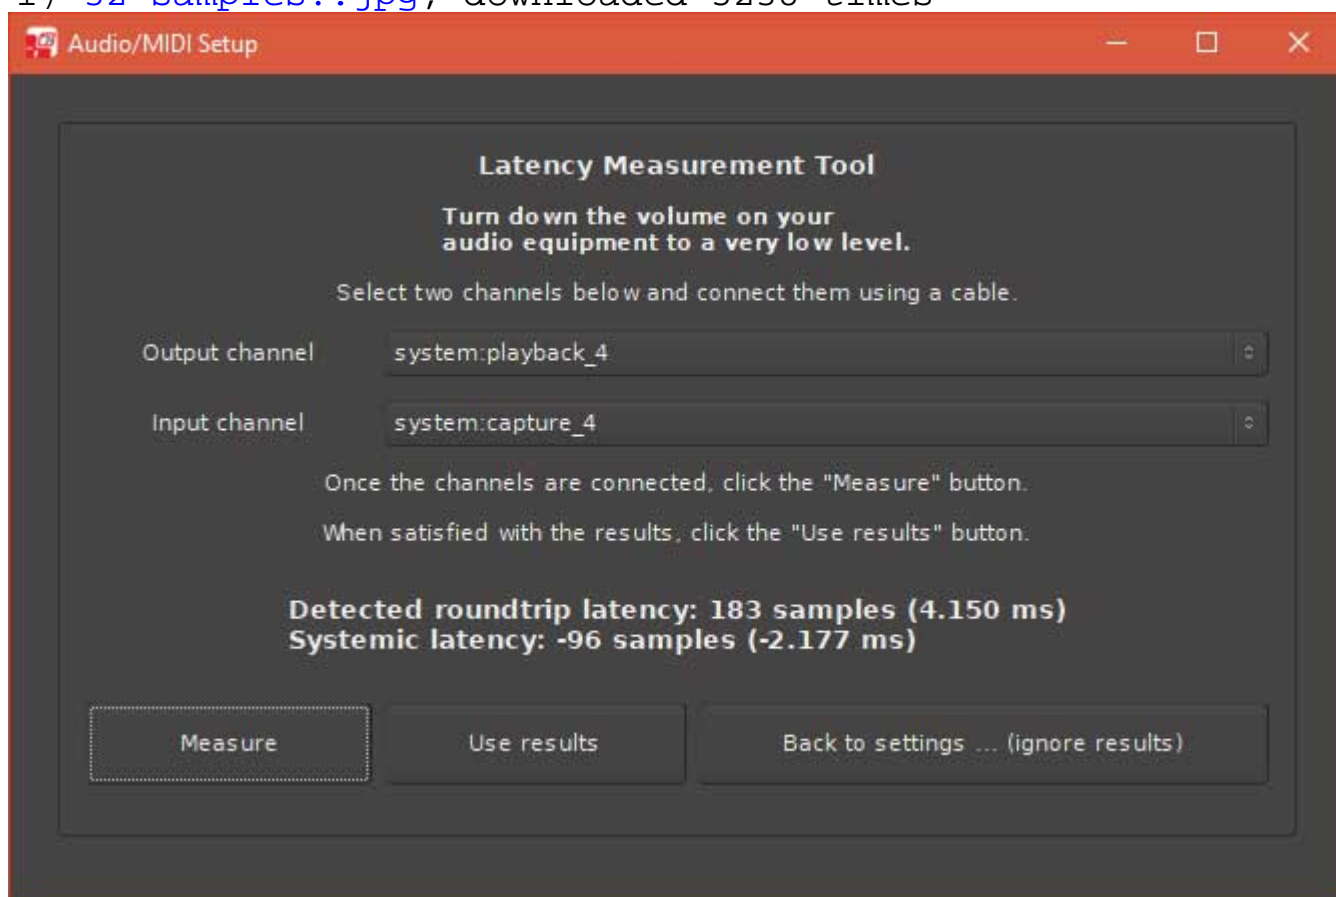 Audio/MIDI Setup
Latency Measurement Tool
Turn down the volume on your
audio equipment to a very low level.
Select two channels below and connect them using a cable.
Output channel system:playback_4
Input channel system:capture_4
Once the channels are connected, click the "Measure" button.
When satisfied with the results, click the "Use results" button.
Detected roundtrip latency: 183 samples (4.150 ms)
Systemic latency: -96 samples (-2.177 ms)
Measure Use results Back to settings ... (ignore results)